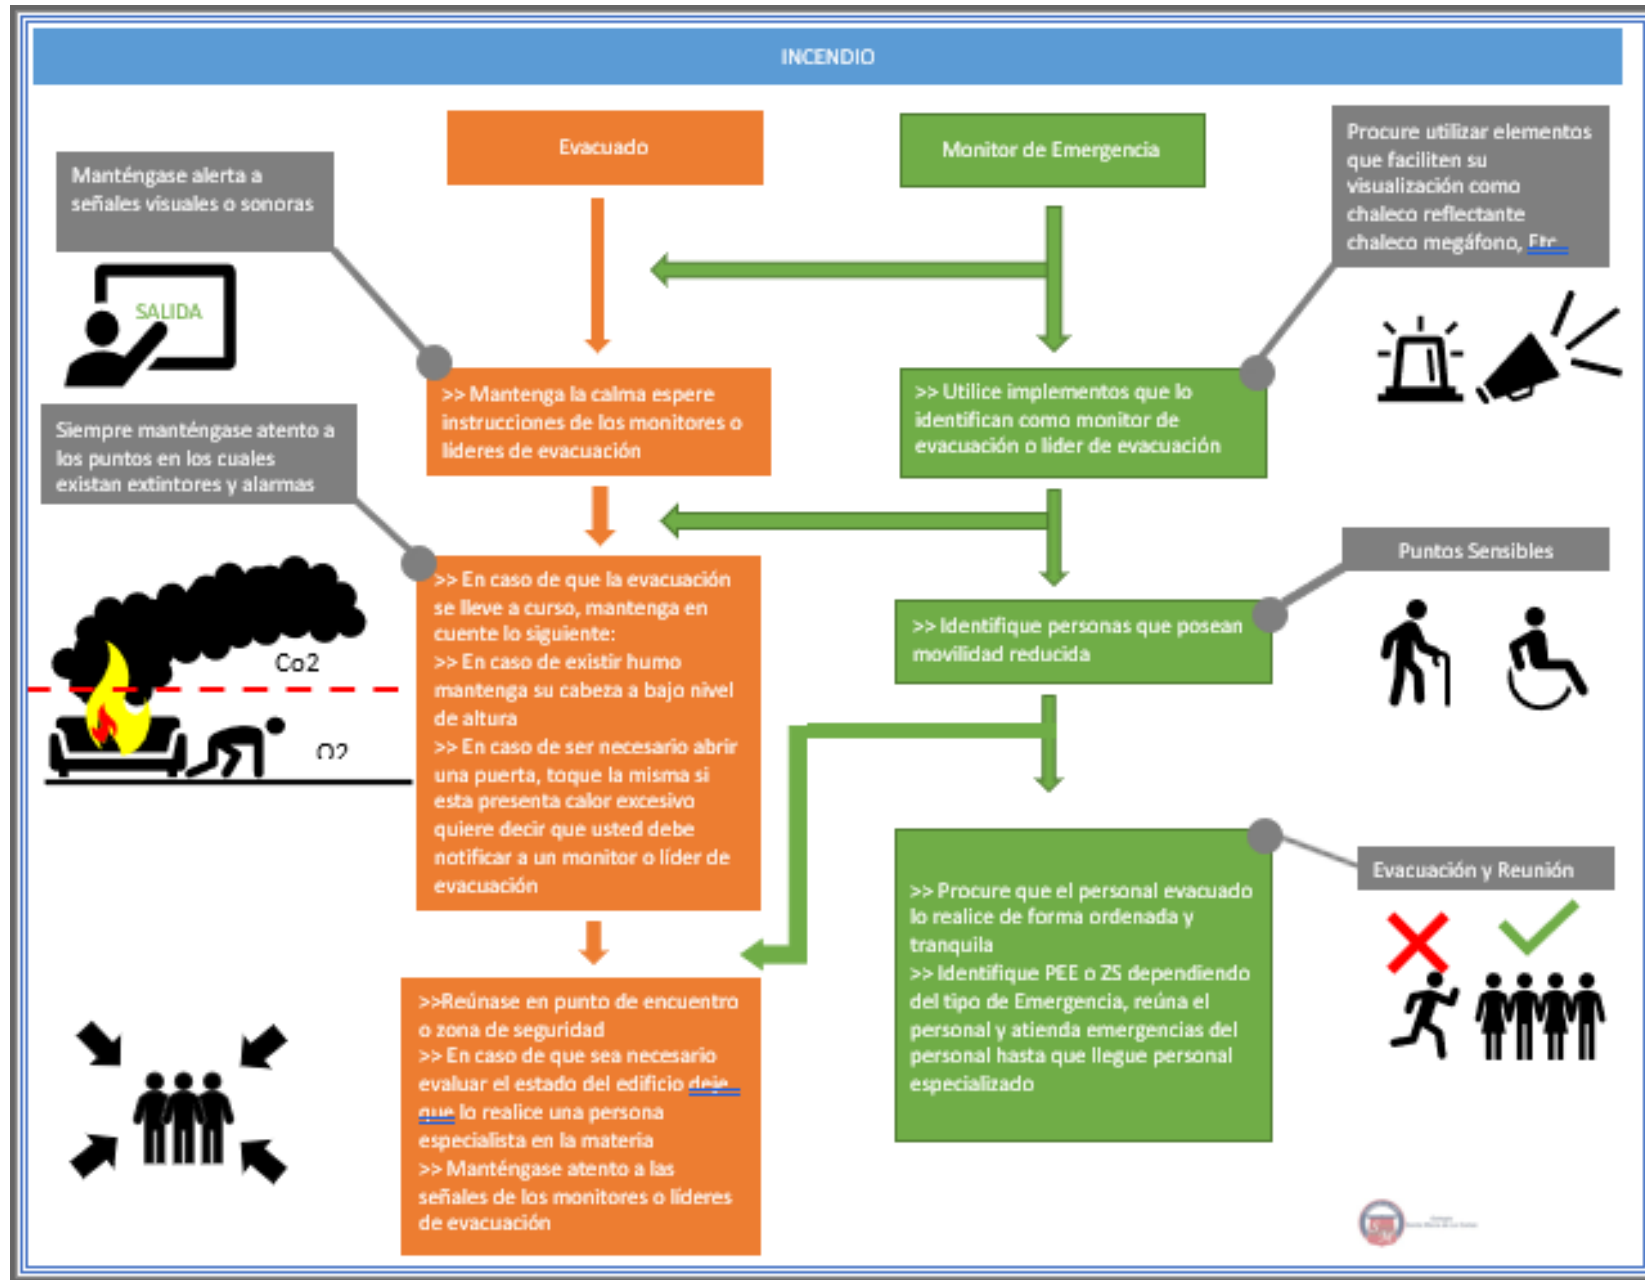 INCENDIO
Evacuado
Monitor de Emergencia
Manténgase alerta a
señales visuales o sonoras
Procure utilizar elementos
que faciliten su
visualización como
chaleco reflectante
chaleco megáfono, Etc
SALIDA
>> Mantenga la calma espere
instrucciones de los monitores o
líderes de evacuación
>> Utilice implementos que lo
identifican como monitor de
evacuación o líder de evacuación
Siempre manténgase atento a
los puntos en los cuales
existan extintores y alarmas
Puntos Sensibles
>> En caso de que la evacuación
se lleve a curso, mantenga en
cuente lo siguiente:
>> En caso de existir humo
mantenga su cabeza a bajo nivel
de altura
>> En caso de ser necesario abrir
una puerta, toque la misma si
esta presenta calor excesivo
quiere decir que usted debe
notificar a un monitor o líder de
evacuación
>> Identifique personas que posean
movilidad reducida
Co2
O2
Evacuación y Reunión
>> Procure que el personal evacuado
lo realice de forma ordenada y
tranquila
>> Identifique PEE o ZS dependiendo
del tipo de Emergencia, reúna el
personal y atienda emergencias del
personal hasta que llegue personal
especializado
>>Reúnase en punto de encuentro
o zona de seguridad
>> En caso de que sea necesario
evaluar el estado del edificio deje
que lo realice una persona
especialista en la materia
>> Manténgase atento a las
señales de los monitores o líderes
de evacuación